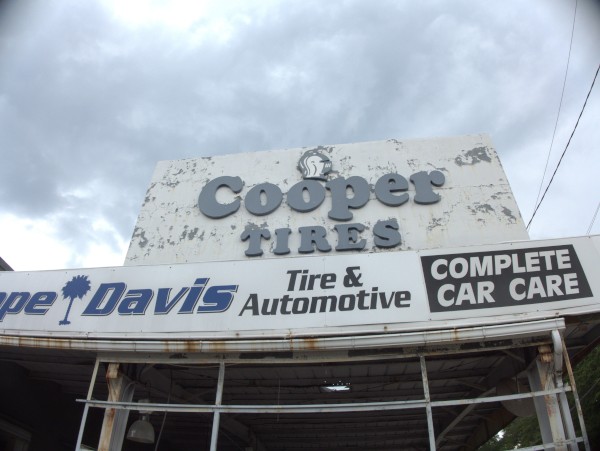 Cooper
TIRES
Davis
Tire &
Automotive
COMPLETE
CAR CARE